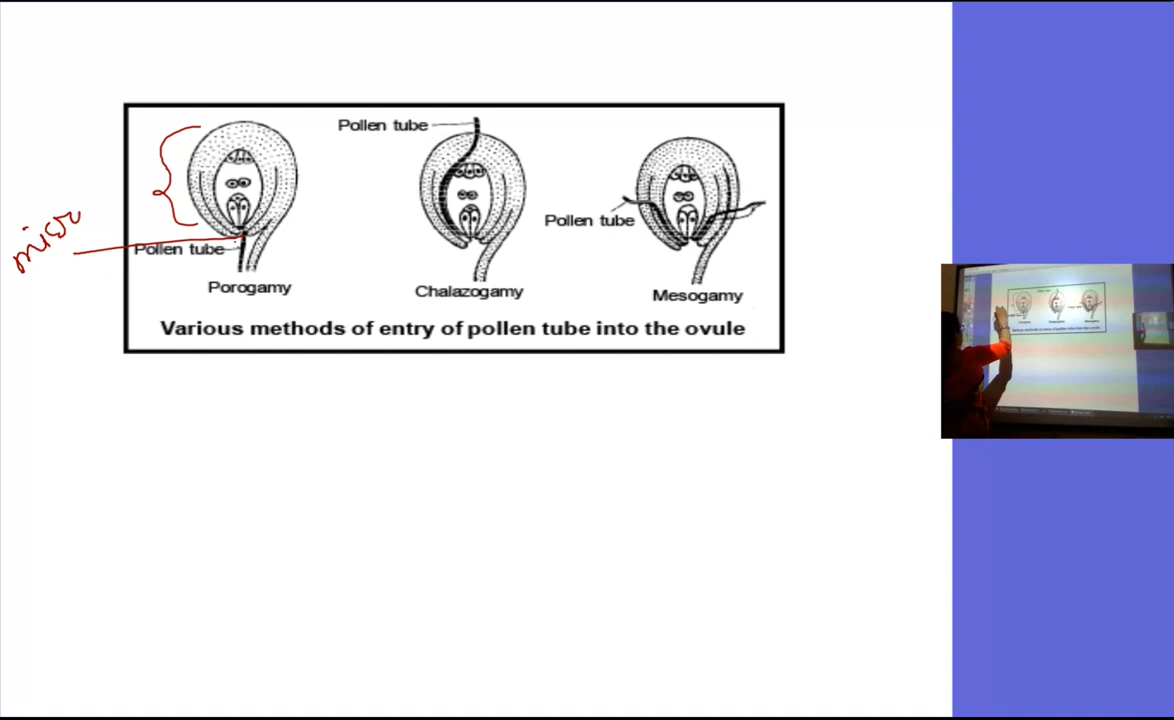 Pollen tube
Pollen tube
Pollen tube
Porogamy
Chalazogamy
Mesogamy
Various methods of entry of pollen tube into the ovule